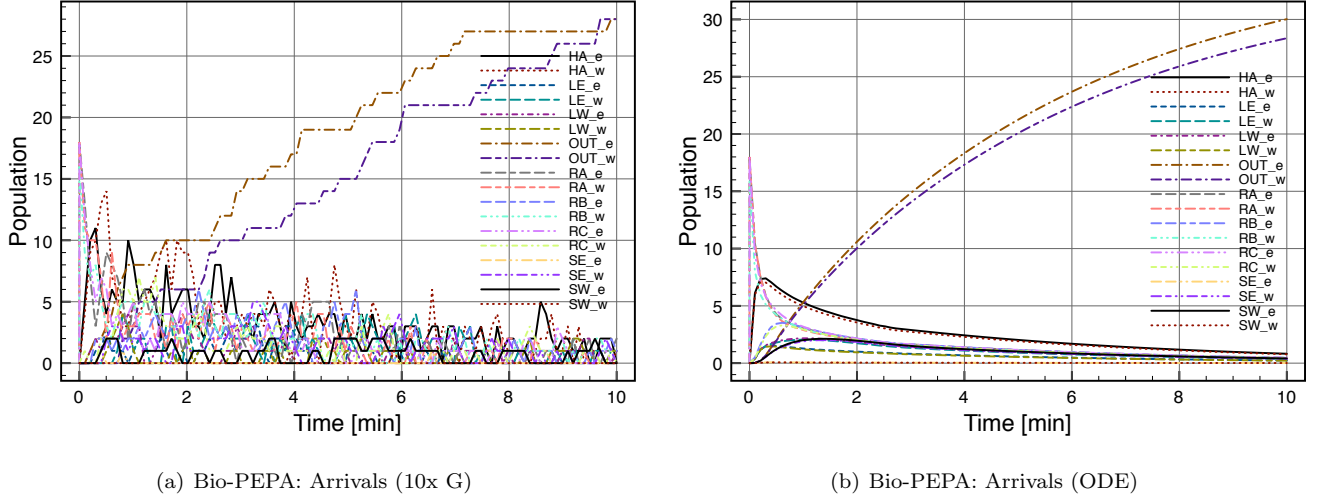 25
20
15
10
5
0
Population
0
2
4
6
8
10
Time [min]
HA_e
HA_w
LE_e
LE_w
LW_e
LW_w
OUT_e
OUT_w
RA_e
RA_w
RB_e
RB_w
RC_e
RC_w
SE_e
SE_w
SW_e
SW_w
(a) Bio-PEPA: Arrivals (10x G)
30
25
20
15
10
5
0
Population
0
2
4
6
8
10
Time [min]
HA_e
HA_w
LE_e
LE_w
LW_e
LW_w
OUT_e
OUT_w
RA_e
RA_w
RB_e
RB_w
RC_e
RC_w
SE_e
SE_w
SW_e
SW_w
(b) Bio-PEPA: Arrivals (ODE)